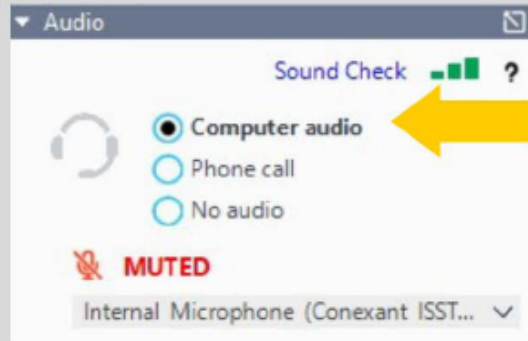 Audio
Sound Check ?
Computer audio
Phone call
No audio
MUTED
Internal Microphone (Conexant ISST...